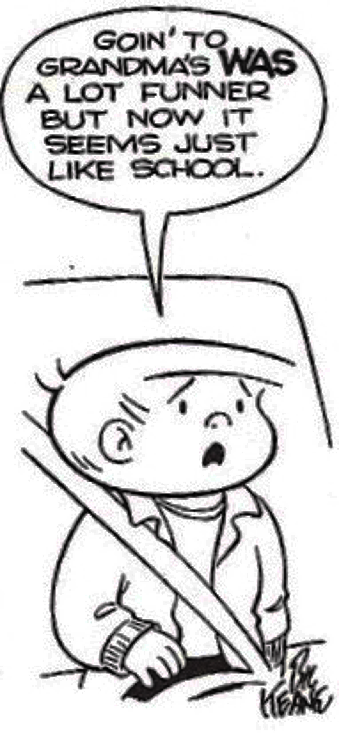 GOIN' TO
GRANDMA'S WAS
A LOT FUNNER
BUT NOW IT
SEEMS JUST
LIKE SCHOOL.
BIL
KEANE